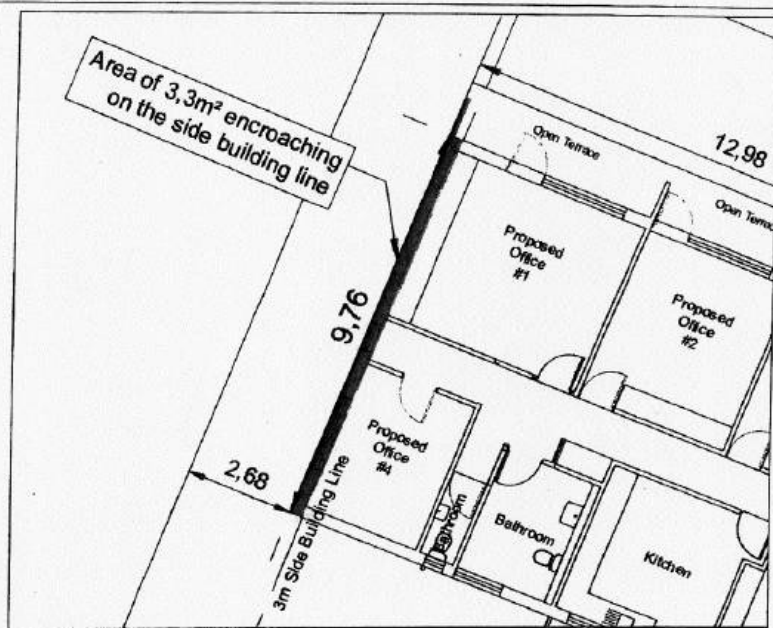 Area of 3,3m² encroaching
on the side building line
12,98
Open Terrace
Open Terrac
Proposed
Office
#1
Proposed
Office
#2
9,76
Proposed
Office
#4
2,68
3m Side Building Line
Bathroom
Bathroom
Kitchen